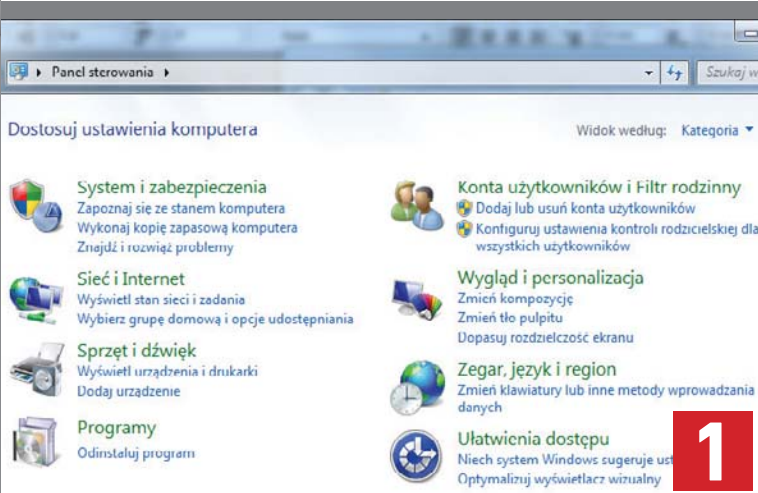 Panel sterowania
Szukaj w
Dostosuj ustawienia komputera
Widok według: Kategoria
System i zabezpieczenia
Zapoznaj się ze stanem komputera
Wykonaj kopię zapasową komputera
Znajdź i rozwiąż problemy
Sieć i Internet
Wyświetl stan sieci i zadania
Wybierz grupę domową i opcje udostępniania
Sprzęt i dźwięk
Wyświetl urządzenia i drukarki
Dodaj urządzenie
Programy
Odinstaluj program
Konta użytkowników i Filtr rodzinny
Dodaj lub usuń konta użytkowników
Konfiguruj ustawienia kontroli rodzicielskiej dla
wszystkich użytkowników
Wygląd i personalizacja
Zmień kompozycję
Zmień tło pulpitu
Dopasuj rozdzielczość ekranu
Zegar, język i region
Zmień klawiatury lub inne metody wprowadzania
danych
Ułatwienia dostępu
Niech system Windows sugeruje ust
Optymalizuj wyświetlacz wizualny
1